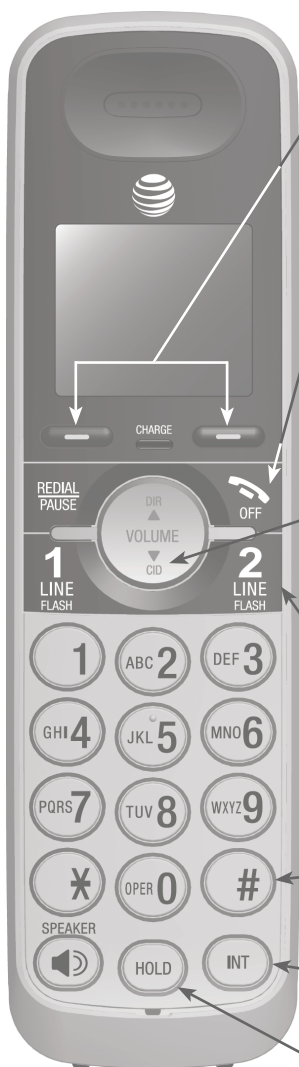 CHARGE
REDIAL
PAUSE
DIR
VOLUME
CID
OFF
1
LINE
FLASH
2
LINE
FLASH
1
ABC 2
DEF 3
GHI 4
JKL 5
MNO 6
PQRS 7
TUV 8
WXYZ 9
*
OPER 0
#
SPEAKER
HOLD
INT